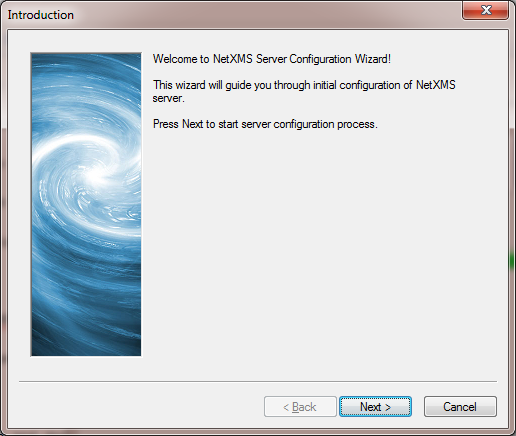 Introduction
Welcome to NetXMS Server Configuration Wizard!
This wizard will guide you through initial configuration of NetXMS
server.
Press Next to start server configuration process.
< Back
Next >
Cancel